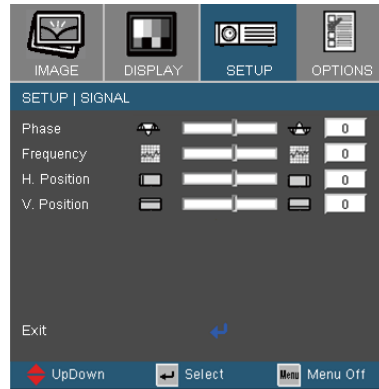 IMAGE DISPLAY SETUP OPTIONS
SETUP | SIGNAL
Phase 0
Frequency 0
H. Position 0
V. Position 0
Exit
UpDown Select Menu Menu Off